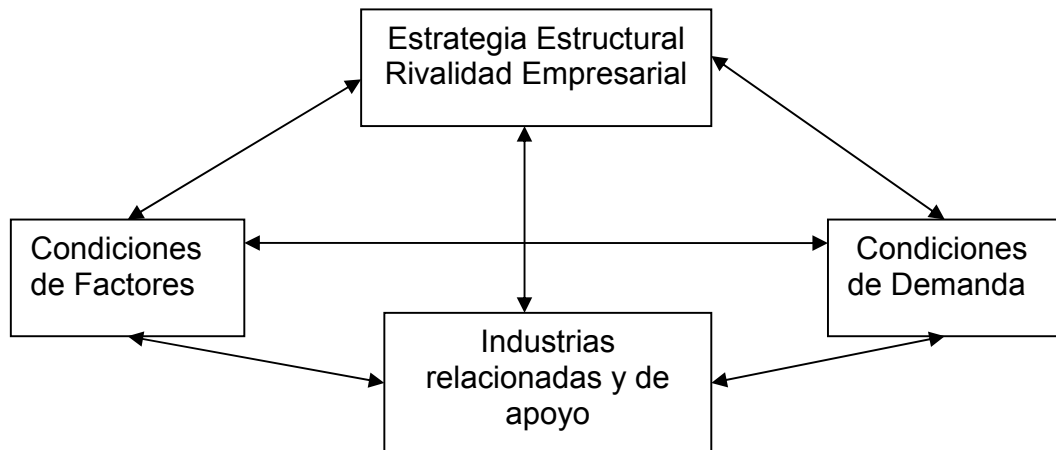 Estrategia Estructural
Rivalidad Empresarial
Condiciones
de Factores
Condiciones
de Demanda
Industrias
relacionadas y de
apoyo